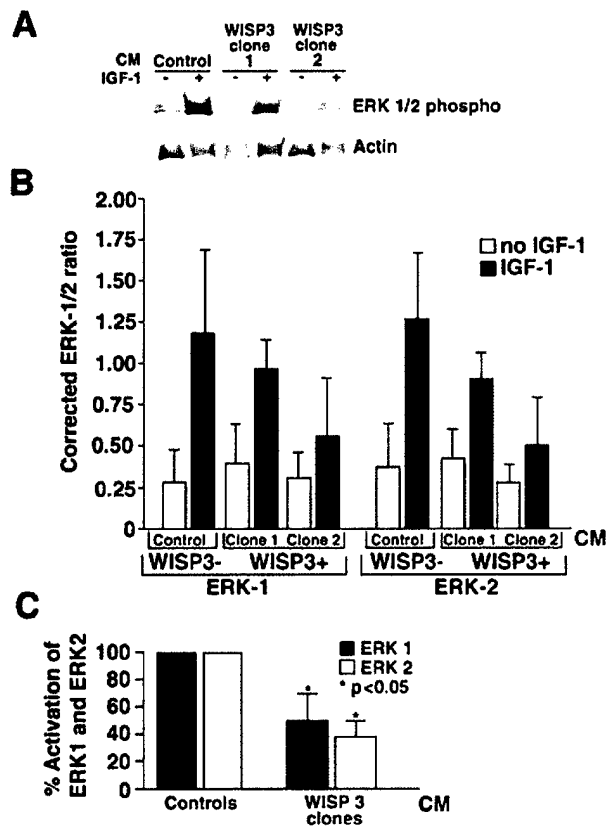 A
WISP3 clone 1
WISP3 clone 2
CM Control
IGF-1 - + - + - +
ERK 1/2 phospho
Actin
B
Corrected ERK-1/2 ratio
2.00
1.75
1.50
1.25
1.00
0.75
0.50
0.25
0
no IGF-1
IGF-1
Control Clone 1 Clone 2 Control Clone 1 Clone 2 CM
WISP3- WISP3+ WISP3- WISP3+
ERK-1 ERK-2
C
% Activation of
ERK1 and ERK2
100
80
60
40
20
0
ERK 1
ERK 2
* p<0.05
*
*
Controls WISP 3 clones CM